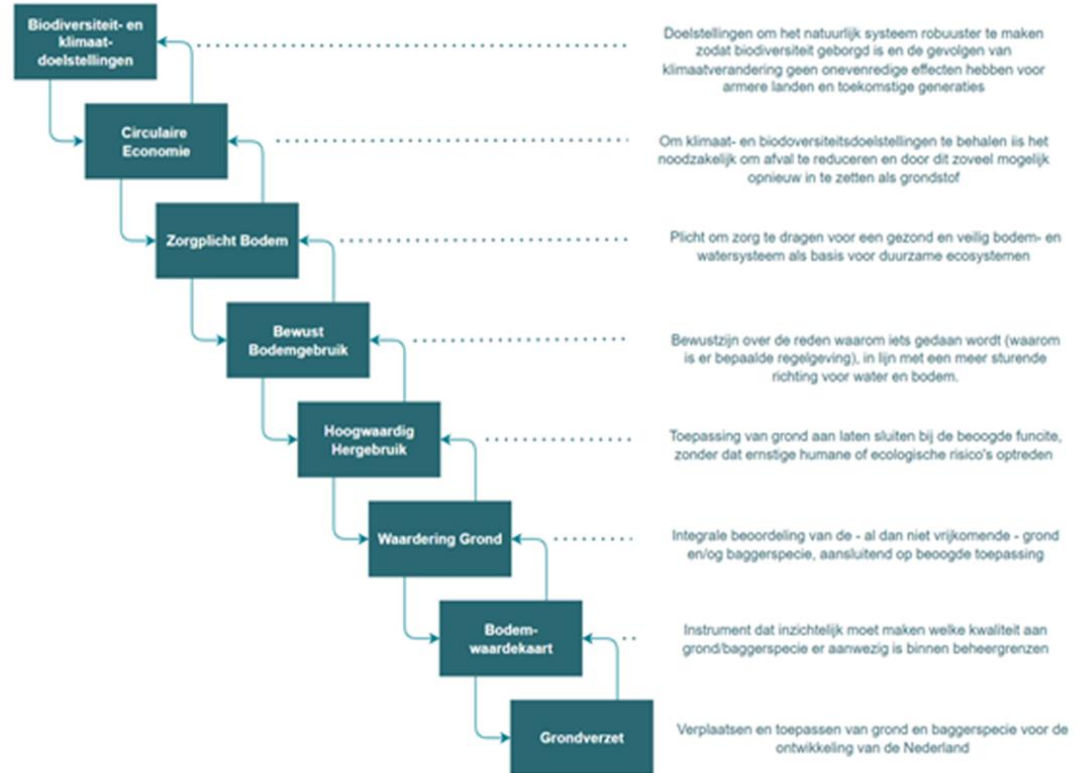 Biodiversiteit- en
klimaat-
doelstellingen
Doelstellingen om het natuurlijk systeem robuuster te maken
zodat biodiversiteit geborgd is en de gevolgen van
klimaatverandering geen onevenredige effecten hebben voor
armere landen en toekomstige generaties
Circulaire
Economie
Om klimaat- en biodoversiteitsdoelstellingen te behalen iis het
noodzakelijk om afval te reduceren en door dit zoveel mogelijk
opnieuw in te zetten als grondstof
Zorgplicht Bodem
Plicht om zorg te dragen voor een gezond en veilig bodem- en
watersysteem als basis voor duurzame ecosystemen
Bewust
Bodemgebruik
Bewustzijn over de reden waarom iets gedaan wordt (waarom
is er bepaalde regelgeving), in lijn met een meer sturende
richting voor water en bodem.
Hoogwaardig
Hergebruik
Toepassing van grond aan laten sluiten bij de beoogde funcite,
zonder dat ernstige humane of ecologische risico's optreden
Waardering Grond
Integrale beoordeling van de - al dan niet vrijkomende - grond
en/og baggerspecie, aansluitend op beoogde toepassing
Bodem-
waardekaart
Instrument dat inzichtelijk moet maken welke kwaliteit aan
grond/baggerspecie er aanwezig is binnen beheergrenzen
Grondverzet
Verplaatsen en toepassen van grond en baggerspecie voor de
ontwikkeling van de Nederland